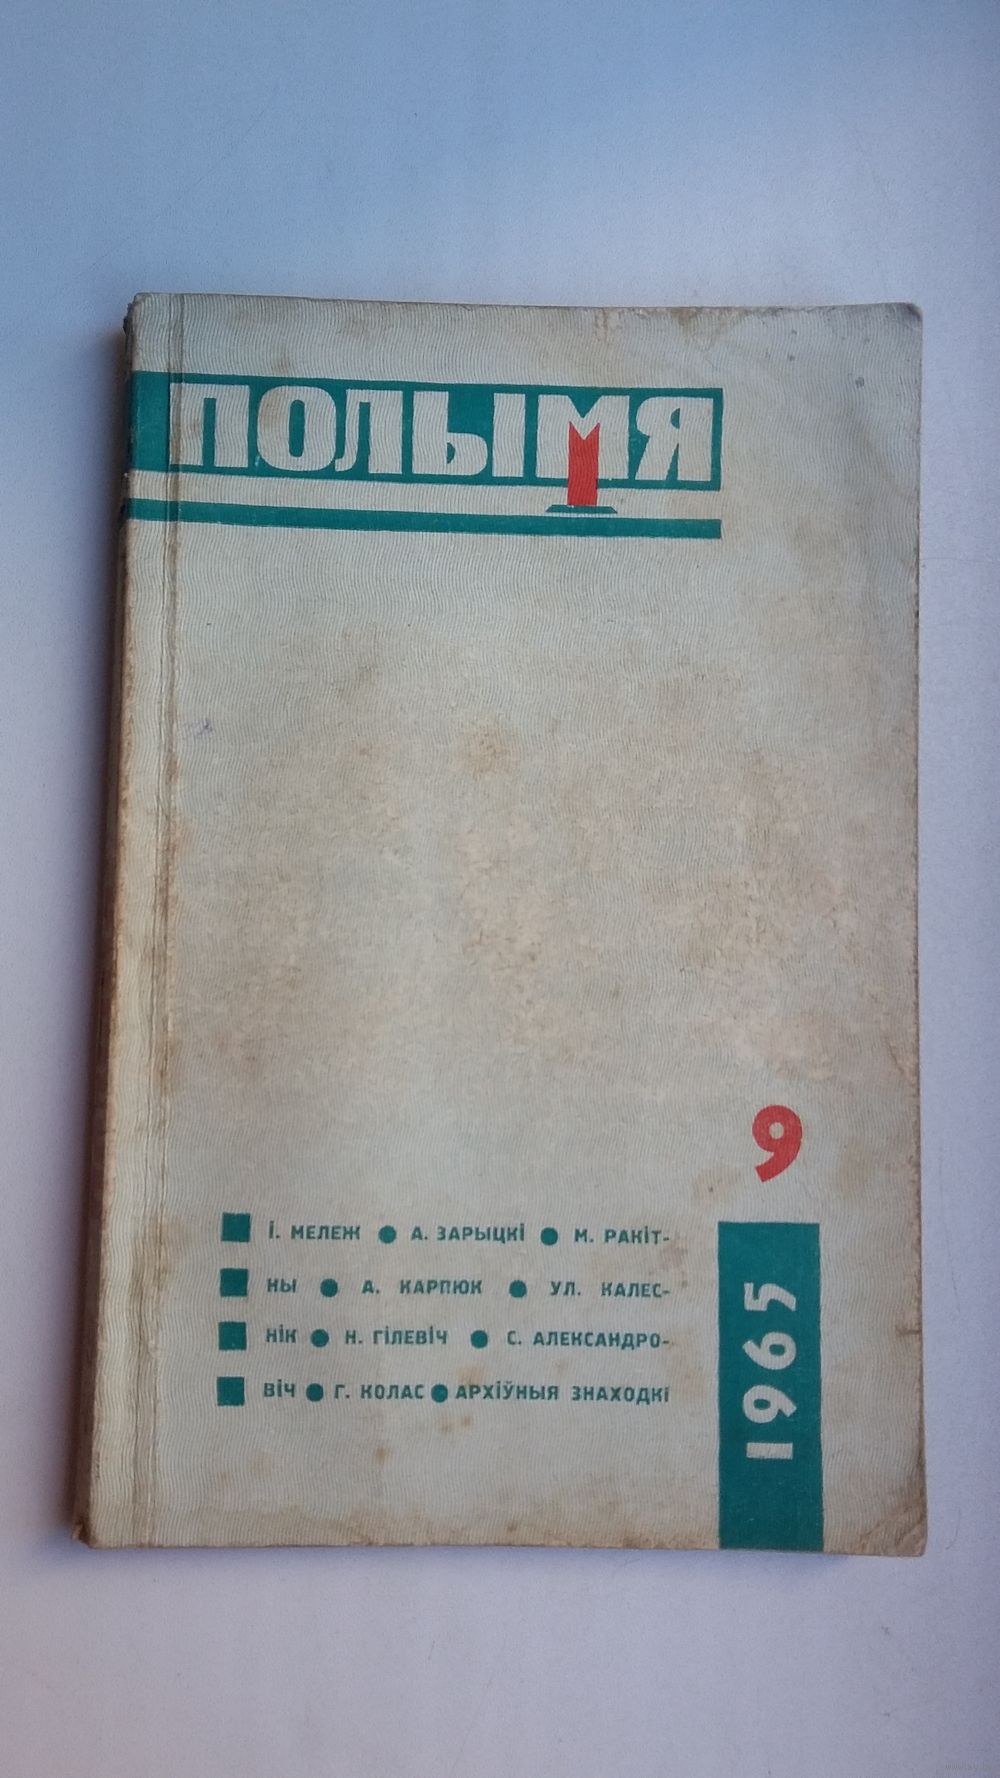 ПОЛЫМЯ
9
1965
І. МЕЛЕЖ ● А. ЗАРЫЦКІ ● М. РАКІТ-
НЫ ● А. КАРПЮК ● УЛ. КАЛЕС-
НІК ● Н. ГІЛЕВІЧ ● С. АЛЕКСАНДРО-
ВІЧ ● Г. КОЛАС ● АРХІЎНЫЯ ЗНАХОДКІ